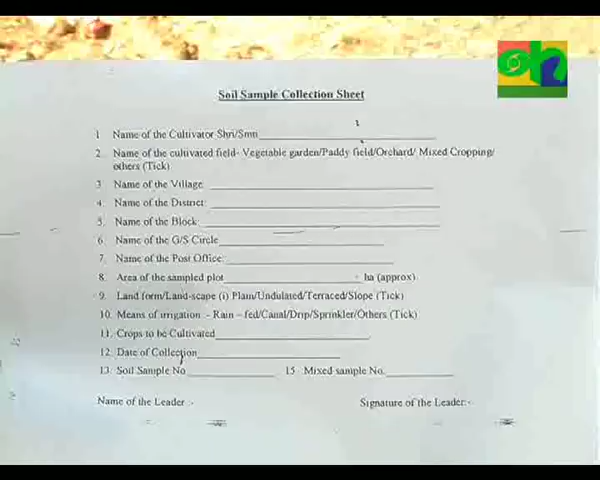 Soil Sample Collection Sheet
1. Name of the Cultivator Shri/Smti
2. Name of the cultivated field- Vegetable garden/Paddy field/Orchard/ Mixed Cropping/
others (Tick)
3. Name of the Village:
4. Name of the District:
5. Name of the Block:
6. Name of the G/S Circle
7. Name of the Post Office:
8. Area of the sampled plot - ha (approx).
9. Land form/Land-scape (i) Plain/Undulated/Terraced/Slope (Tick)
10. Means of irrigation :- Rain – fed/Canal/Drip/Sprinkler/Others (Tick)
11. Crops to be Cultivated
12. Date of Collection
13. Soil Sample No 15. Mixed sample No.
Name of the Leader :- Signature of the Leader:-